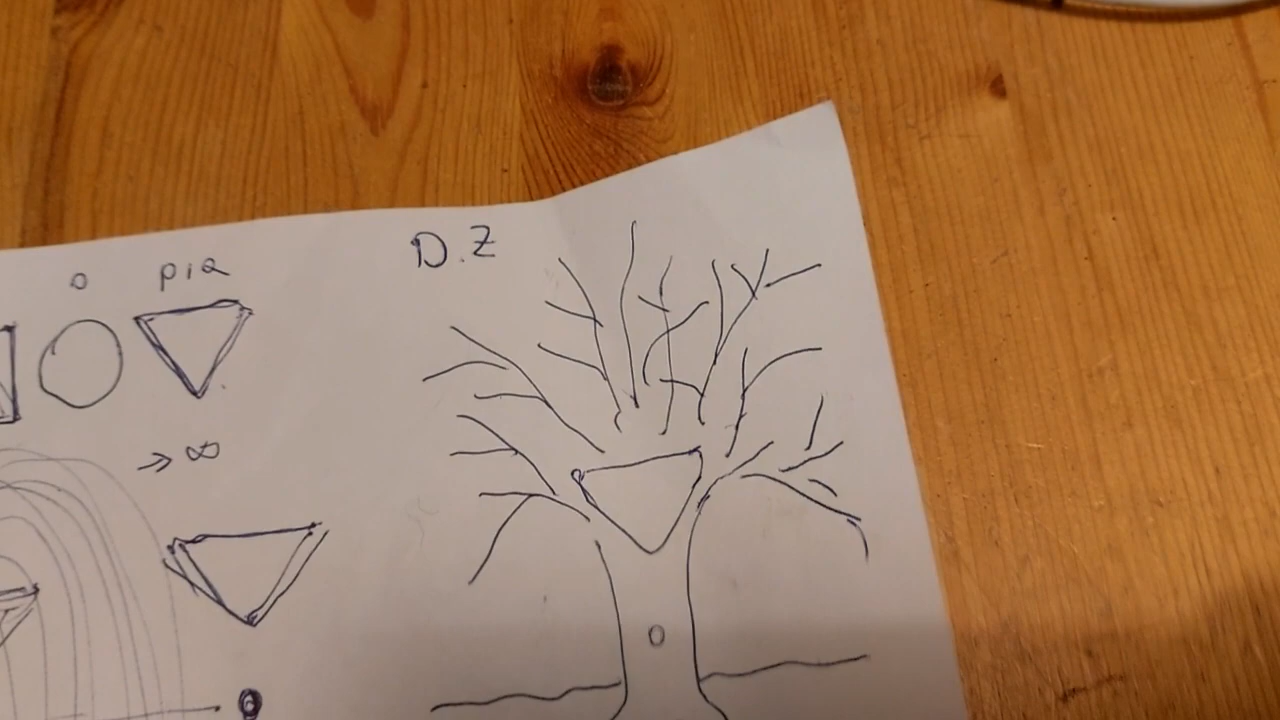 o pia
D.Z
→ ∞